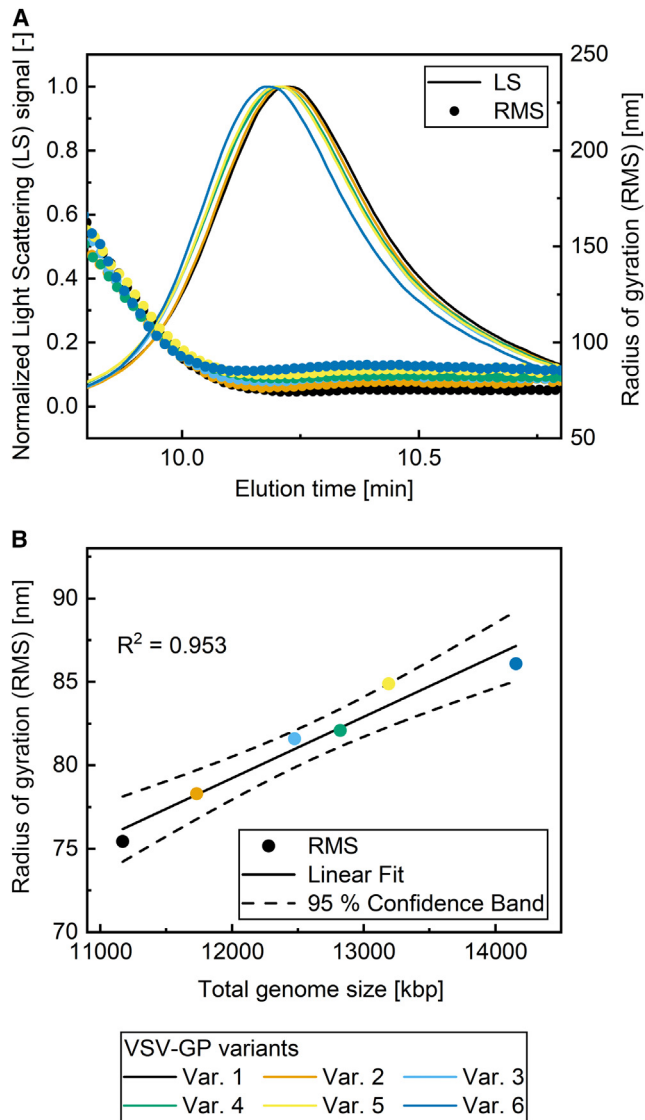 A
Normalized Light Scattering (LS) signal [-]
1.0
0.8
0.6
0.4
0.2
0.0
LS
RMS
250
200
150
100
50
Radius of gyration (RMS) [nm]
10.0 10.5
Elution time [min]
B
Radius of gyration (RMS) [nm]
90
85
80
75
70
R² = 0.953
RMS
Linear Fit
95 % Confidence Band
11000 12000 13000 14000
Total genome size [kbp]
VSV-GP variants
Var. 1 Var. 2 Var. 3
Var. 4 Var. 5 Var. 6